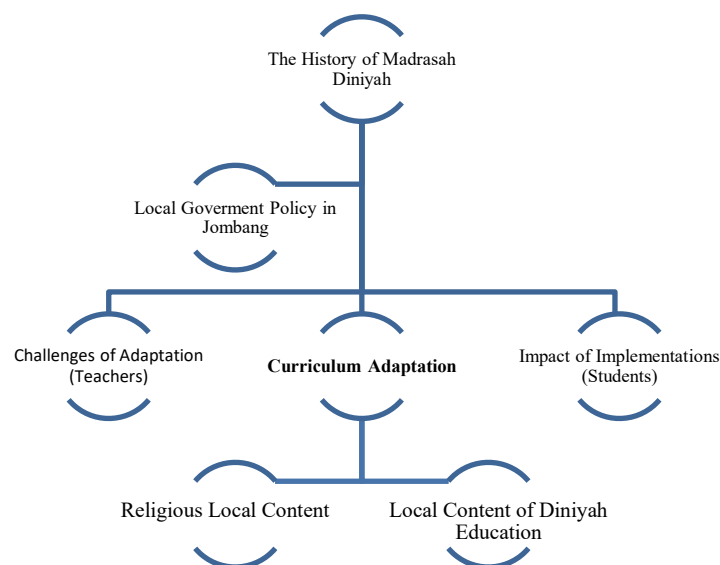 The History of Madrasah
Diniyah
Local Goverment Policy in
Jombang
Challenges of Adaptation
(Teachers)
Curriculum Adaptation
Impact of Implementations
(Students)
Religious Local Content
Local Content of Diniyah
Education